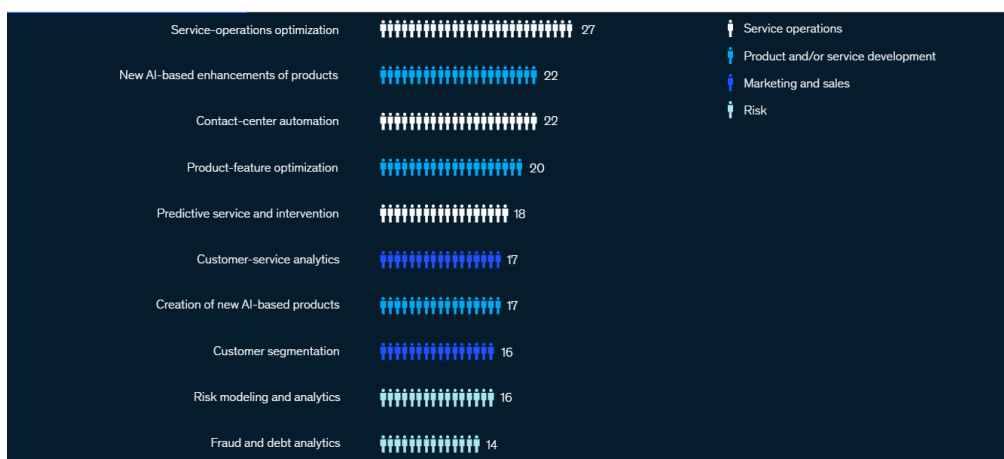 Service-operations optimization 27
New AI-based enhancements of products 22
Contact-center automation 22
Product-feature optimization 20
Predictive service and intervention 18
Customer-service analytics 17
Creation of new AI-based products 17
Customer segmentation 16
Risk modeling and analytics 16
Fraud and debt analytics 14
Service operations
Product and/or service development
Marketing and sales
Risk